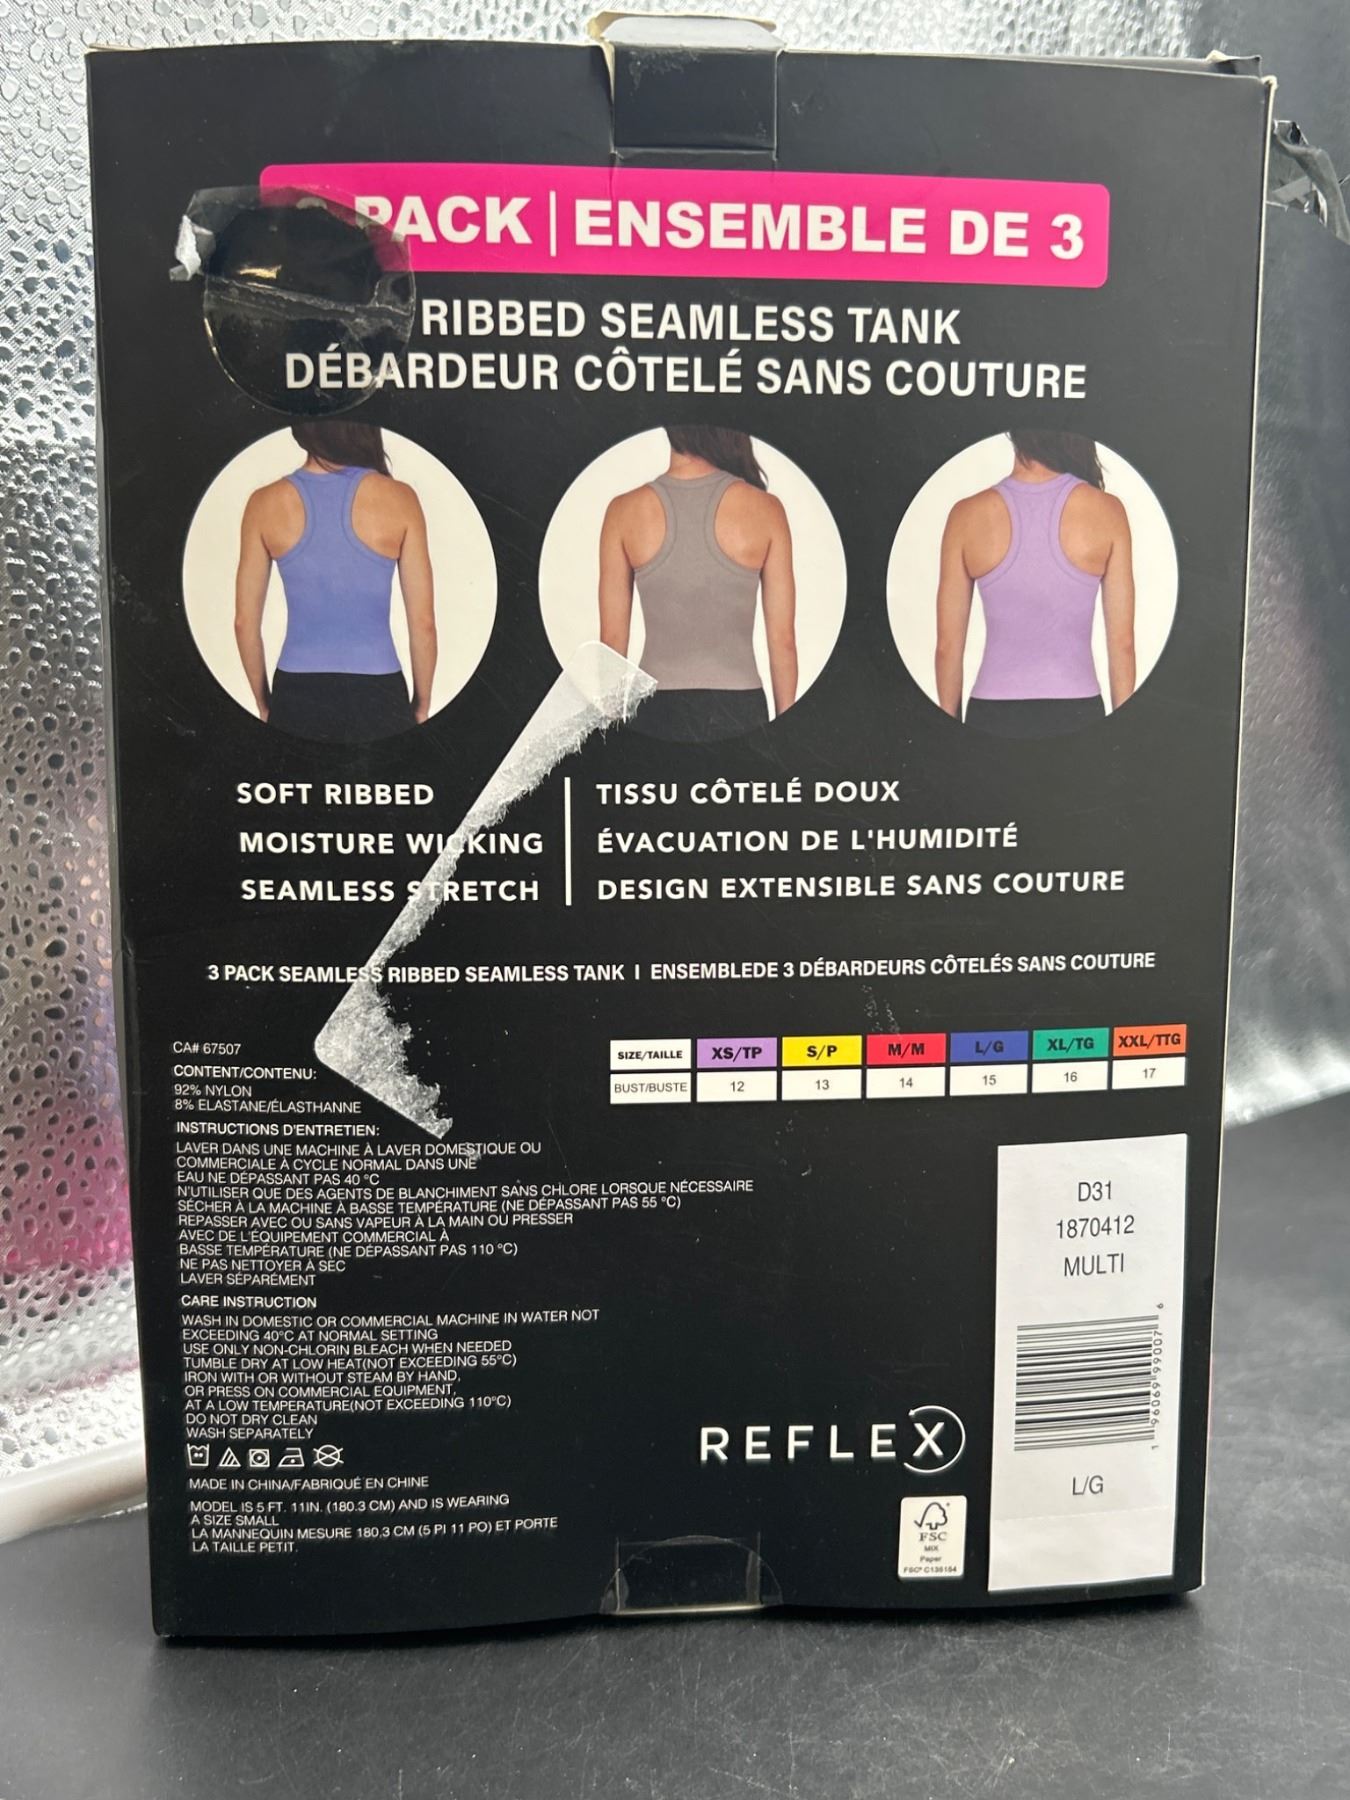 PACK | ENSEMBLE DE 3
RIBBED SEAMLESS TANK
DÉBARDEUR CÔTELÉ SANS COUTURE
SOFT RIBBED
MOISTURE WICKING
SEAMLESS STRETCH
TISSU CÔTELÉ DOUX
ÉVACUATION DE L'HUMIDITÉ
DESIGN EXTENSIBLE SANS COUTURE
3 PACK SEAMLESS RIBBED SEAMLESS TANK I ENSEMBLEDE 3 DÉBARDEURS CÔTELÉS SANS COUTURE
CA# 67507
CONTENT/CONTENU:
92% NYLON
8% ELASTANE/ÉLASTHANNE
SIZE/TAILLE XS/TP S/P M/M L/G XL/TG XXL/TTG
BUST/BUSTE 12 13 14 15 16 17
INSTRUCTIONS D'ENTRETIEN:
LAVER DANS UNE MACHINE À LAVER DOMESTIQUE OU
COMMERCIALE À CYCLE NORMAL DANS UNE
EAU NE DÉPASSANT PAS 40 °C
N'UTILISER QUE DES AGENTS DE BLANCHIMENT SANS CHLORE LORSQUE NÉCESSAIRE
SÉCHER À LA MACHINE À BASSE TEMPÉRATURE (NE DÉPASSANT PAS 55 °C)
REPASSER AVEC OU SANS VAPEUR À LA MAIN OU PRESSER
AVEC DE L'ÉQUIPEMENT COMMERCIAL À
BASSE TEMPÉRATURE (NE DÉPASSANT PAS 110 °C)
NE PAS NETTOYER À SEC
LAVER SÉPARÉMENT
CARE INSTRUCTION
WASH IN DOMESTIC OR COMMERCIAL MACHINE IN WATER NOT
EXCEEDING 40°C AT NORMAL SETTING
USE ONLY NON-CHLORIN BLEACH WHEN NEEDED
TUMBLE DRY AT LOW HEAT(NOT EXCEEDING 55°C)
IRON WITH OR WITHOUT STEAM BY HAND,
OR PRESS ON COMMERCIAL EQUIPMENT,
AT A LOW TEMPERATURE(NOT EXCEEDING 110°C)
DO NOT DRY CLEAN
WASH SEPARATELY
MADE IN CHINA/FABRIQUÉ EN CHINE
MODEL IS 5 FT. 11IN. (180.3 CM) AND IS WEARING
A SIZE SMALL
LA MANNEQUIN MESURE 180,3 CM (5 PI 11 PO) ET PORTE
LA TAILLE PETIT.
REFLEX
FSC
MIX
Paper
FSC® C135154
D31
1870412
MULTI
1 96069 99007 6
L/G